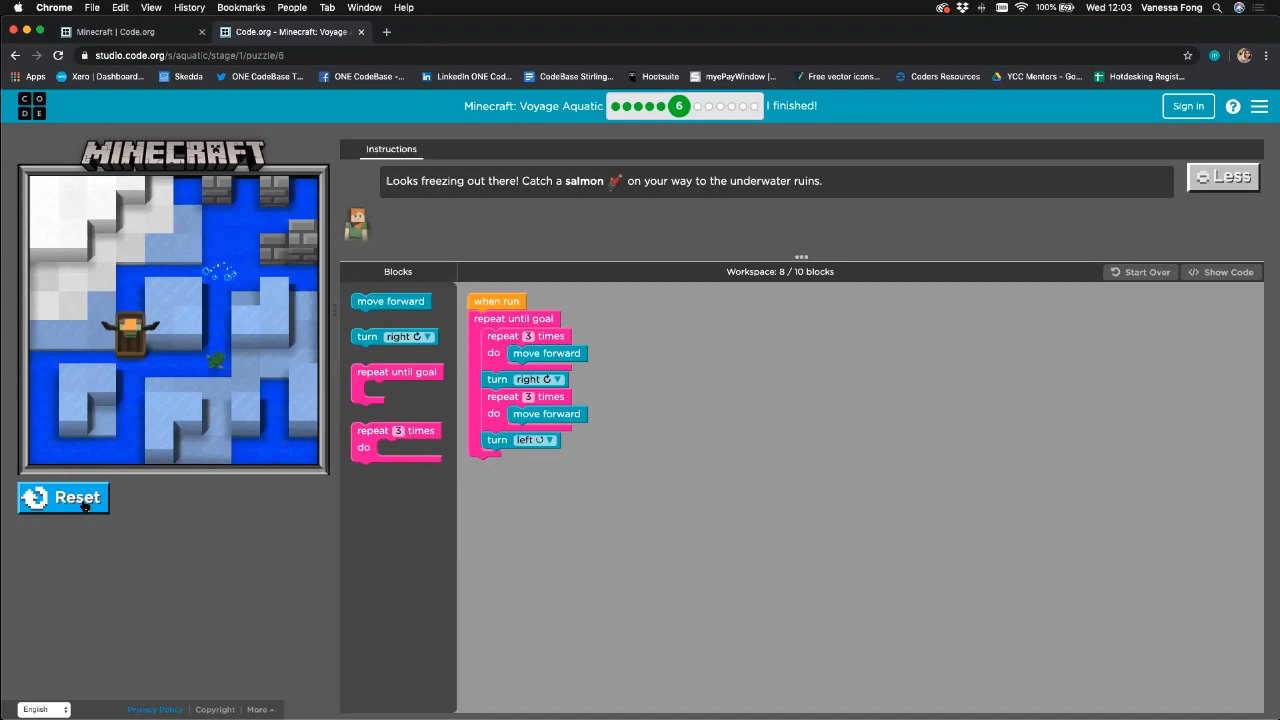 Chrome File Edit View History Bookmarks People Tab Window Help 100% Wed 12:03 Vanessa Fong
Minecraft | Code.org Code.org - Minecraft: Voyage
studio.code.org/s/aquatic/stage/1/puzzle/6
Apps Xero | Dashboard... Skedda ONE CodeBase T... ONE CodeBase -... LinkedIn ONE Cod... CodeBase Stirling... Hootsuite myePayWindow |... Free vector icons... Coders Resources YCC Mentors - Go... Hotdesking Regist...
CODE Minecraft: Voyage Aquatic 6 I finished! Sign In ?
MINECRAFT
Instructions
Looks freezing out there! Catch a salmon on your way to the underwater ruins.
Less
Blocks Workspace: 8 / 10 blocks Start Over </> Show Code
move forward
turn right
repeat until goal
repeat 3 times
do
when run
repeat until goal
repeat 3 times
do move forward
turn right
repeat 3 times
do move forward
turn left
Reset
English Privacy Policy | Copyright | More